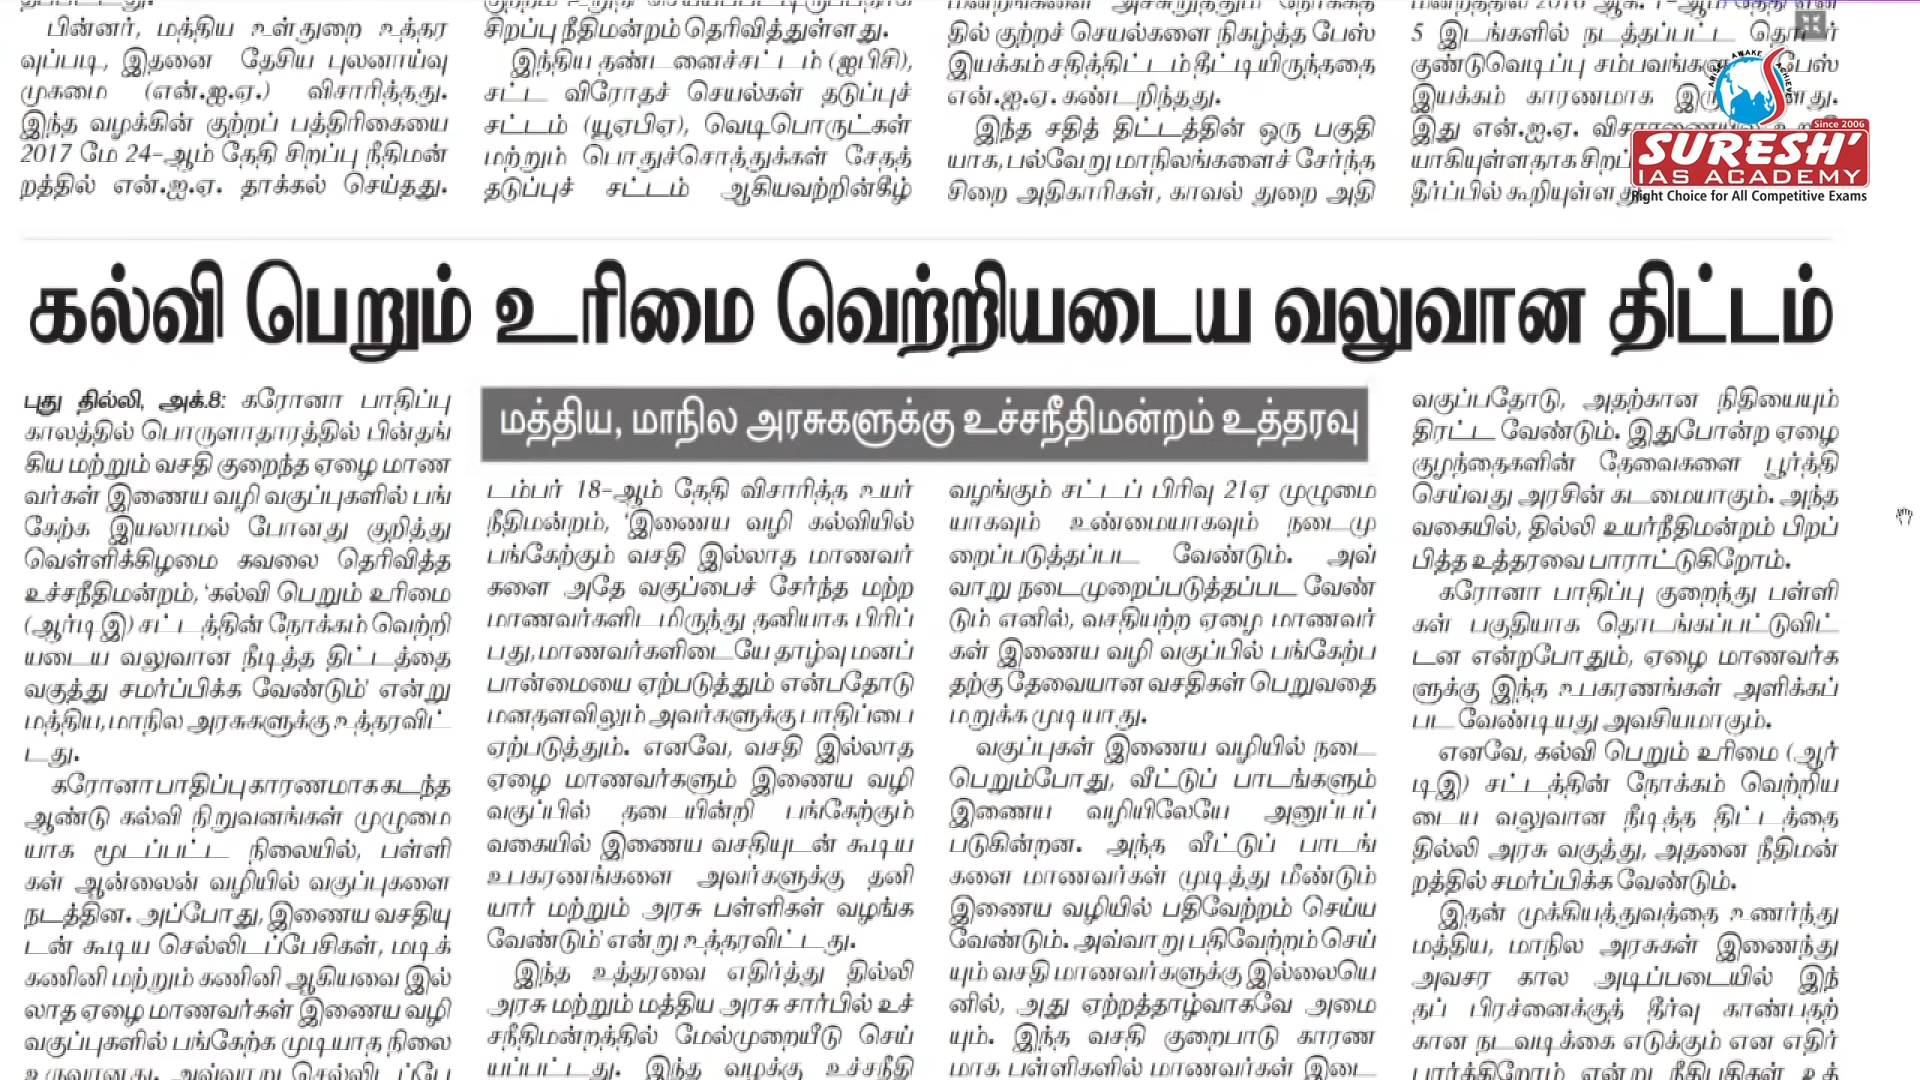 பின்னர், மத்திய உள்துறை உத்தர
வுப்படி, இதனை தேசிய புலனாய்வு
முகமை (என்.ஐ.ஏ.) விசாரித்தது.
இந்த வழக்கின் குற்றப் பத்திரிகையை
2017 மே 24-ஆம் தேதி சிறப்பு நீதிமன்
றத்தில் என்.ஐ.ஏ. தாக்கல் செய்தது.
சிறப்பு நீதிமன்றம் தெரிவித்துள்ளது.
இந்திய தண்டனைச்சட்டம் (ஐபிசி),
சட்ட விரோதச் செயல்கள் தடுப்புச்
சட்டம் (யூஏபிஏ), வெடிபொருட்கள்
மற்றும் பொதுச்சொத்துக்கள் சேதத்
தடுப்புச் சட்டம் ஆகியவற்றின்கீழ்
தில் குற்றச் செயல்களை நிகழ்த்த பேஸ்
இயக்கம் சதித்திட்டம் தீட்டியிருந்ததை
என்.ஐ.ஏ. கண்டறிந்தது.
இந்த சதித் திட்டத்தின் ஒரு பகுதி
யாக, பல்வேறு மாநிலங்களைச் சேர்ந்த
சிறை அதிகாரிகள், காவல் துறை அதி
5 இடங்களில் நடத்தப்பட்ட தொடர்
குண்டுவெடிப்பு பேஸ்
இயக்கம் காரணமாக
இது என்.ஐ.ஏ.
தீர்ப்பில் கூறியுள்ளது.
ARISE AWAKE ACHIEVE
Since 2006
SURESH'
IAS ACADEMY
Right Choice for All Competitive Exams
கல்வி பெறும் உரிமை வெற்றியடைய வலுவான திட்டம்
மத்திய, மாநில அரசுகளுக்கு உச்சநீதிமன்றம் உத்தரவு
புது தில்லி, அக்.8: கரோனா பாதிப்பு
காலத்தில் பொருளாதாரத்தில் பின்தங்
கிய மற்றும் வசதி குறைந்த ஏழை மாண
வர்கள் இணைய வழி வகுப்புகளில் பங்
கேற்க இயலாமல் போனது குறித்து
வெள்ளிக்கிழமை கவலை தெரிவித்த
உச்சநீதிமன்றம், 'கல்வி பெறும் உரிமை
(ஆர்டிஇ) சட்டத்தின் நோக்கம் வெற்றி
யடைய வலுவான நீடித்த திட்டத்தை
வகுத்து சமர்ப்பிக்க வேண்டும்' என்று
மத்திய, மாநில அரசுகளுக்கு உத்தரவிட்
டது.
கரோனா பாதிப்பு காரணமாக கடந்த
ஆண்டு கல்வி நிறுவனங்கள் முழுமை
யாக மூடப்பட்ட நிலையில், பள்ளி
கள் ஆன்லைன் வழியில் வகுப்புகளை
நடத்தின. அப்போது, இணைய வசதியு
டன் கூடிய செல்லிடப்பேசிகள், மடிக்
கணினி மற்றும் கணினி ஆகியவை இல்
லாத ஏழை மாணவர்கள் இணைய வழி
வகுப்புகளில் பங்கேற்க முடியாத நிலை
உருவானது. அவ்வாறு செல்லிடப்பே
டம்பர் 18-ஆம் தேதி விசாரித்த உயர்
நீதிமன்றம், 'இணைய வழி கல்வியில்
பங்கேற்கும் வசதி இல்லாத மாணவர்
களை அதே வகுப்பைச் சேர்ந்த மற்ற
மாணவர்களிடமிருந்து தனியாக பிரிப்
பது, மாணவர்களிடையே தாழ்வு மனப்
பான்மையை ஏற்படுத்தும் என்பதோடு
மனதளவிலும் அவர்களுக்கு பாதிப்பை
ஏற்படுத்தும். எனவே, வசதி இல்லாத
ஏழை மாணவர்களும் இணைய வழி
வகுப்பில் தடையின்றி பங்கேற்கும்
வகையில் இணைய வசதியுடன் கூடிய
உபகரணங்களை அவர்களுக்கு தனி
யார் மற்றும் அரசு பள்ளிகள் வழங்க
வேண்டும்' என்று உத்தரவிட்டது.
இந்த உத்தரவை எதிர்த்து தில்லி
அரசு மற்றும் மத்திய அரசு சார்பில் உச்
சநீதிமன்றத்தில் மேல்முறையீடு செய்
யப்பட்டது. இந்த வழக்கு உச்சநீதி
வழங்கும் சட்டப் பிரிவு 21ஏ முழுமை
யாகவும் உண்மையாகவும் நடைமு
றைப்படுத்தப்பட வேண்டும். அவ்
வாறு நடைமுறைப்படுத்தப்பட வேண்
டும் எனில், வசதியற்ற ஏழை மாணவர்
கள் இணைய வழி வகுப்பில் பங்கேற்ப
தற்கு தேவையான வசதிகள் பெறுவதை
மறுக்க முடியாது.
வகுப்புகள் இணைய வழியில் நடை
பெறும்போது, வீட்டுப் பாடங்களும்
இணைய வழியிலேயே அனுப்பப்
படுகின்றன. அந்த வீட்டுப் பாடங்
களை மாணவர்கள் முடித்து மீண்டும்
இணைய வழியில் பதிவேற்றம் செய்ய
வேண்டும். அவ்வாறு பதிவேற்றம் செய்
யும் வசதி மாணவர்களுக்கு இல்லையெ
னில், அது ஏற்றத்தாழ்வாகவே அமை
யும். இந்த வசதி குறைபாடு காரண
மாக பள்ளிகளில் மாணவர்கள் இடை
வகுப்பதோடு, அதற்கான நிதியையும்
திரட்ட வேண்டும். இதுபோன்ற ஏழை
குழந்தைகளின் தேவைகளை பூர்த்தி
செய்வது அரசின் கடமையாகும். அந்த
வகையில், தில்லி உயர்நீதிமன்றம் பிறப்
பித்த உத்தரவை பாராட்டுகிறோம்.
கரோனா பாதிப்பு குறைந்து பள்ளி
கள் பகுதியாக தொடங்கப்பட்டுவிட்
டன என்றபோதும், ஏழை மாணவர்க
ளுக்கு இந்த உபகரணங்கள் அளிக்கப்
பட வேண்டியது அவசியமாகும்.
எனவே, கல்வி பெறும் உரிமை (ஆர்
டிஇ) சட்டத்தின் நோக்கம் வெற்றிய
டைய வலுவான நீடித்த திட்டத்தை
தில்லி அரசு வகுத்து, அதனை நீதிமன்
றத்தில் சமர்ப்பிக்க வேண்டும்.
இதன் முக்கியத்துவத்தை உணர்ந்து
மத்திய, மாநில அரசுகள் இணைந்து
அவசர கால அடிப்படையில் இந்
தப் பிரச்னைக்குத் தீர்வு காண்பதற்
கான நடவடிக்கை எடுக்கும் என எதிர்
பார்க்கிறோம் என்று நீதிபதிகள் உத்